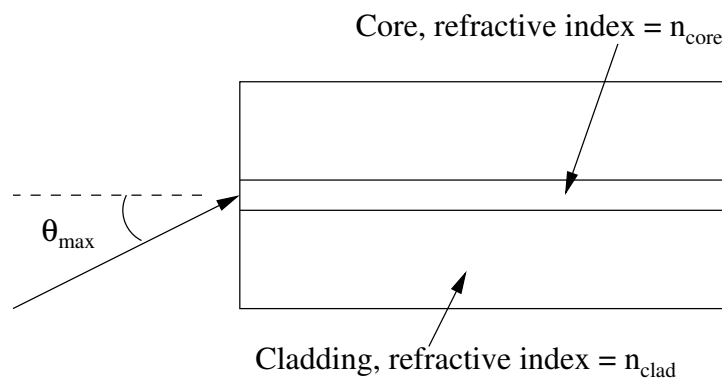 Core, refractive index = n_core
θ_max
Cladding, refractive index = n_clad